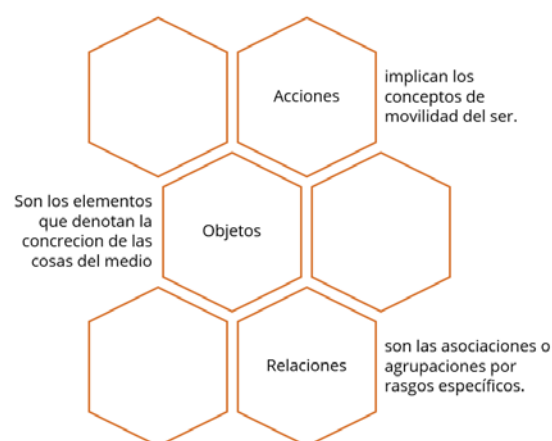 Acciones
implican los
conceptos de
movilidad del ser.
Son los elementos
que denotan la
concrecion de las
cosas del medio
Objetos
Relaciones
son las asociaciones o
agrupaciones por
rasgos específicos.